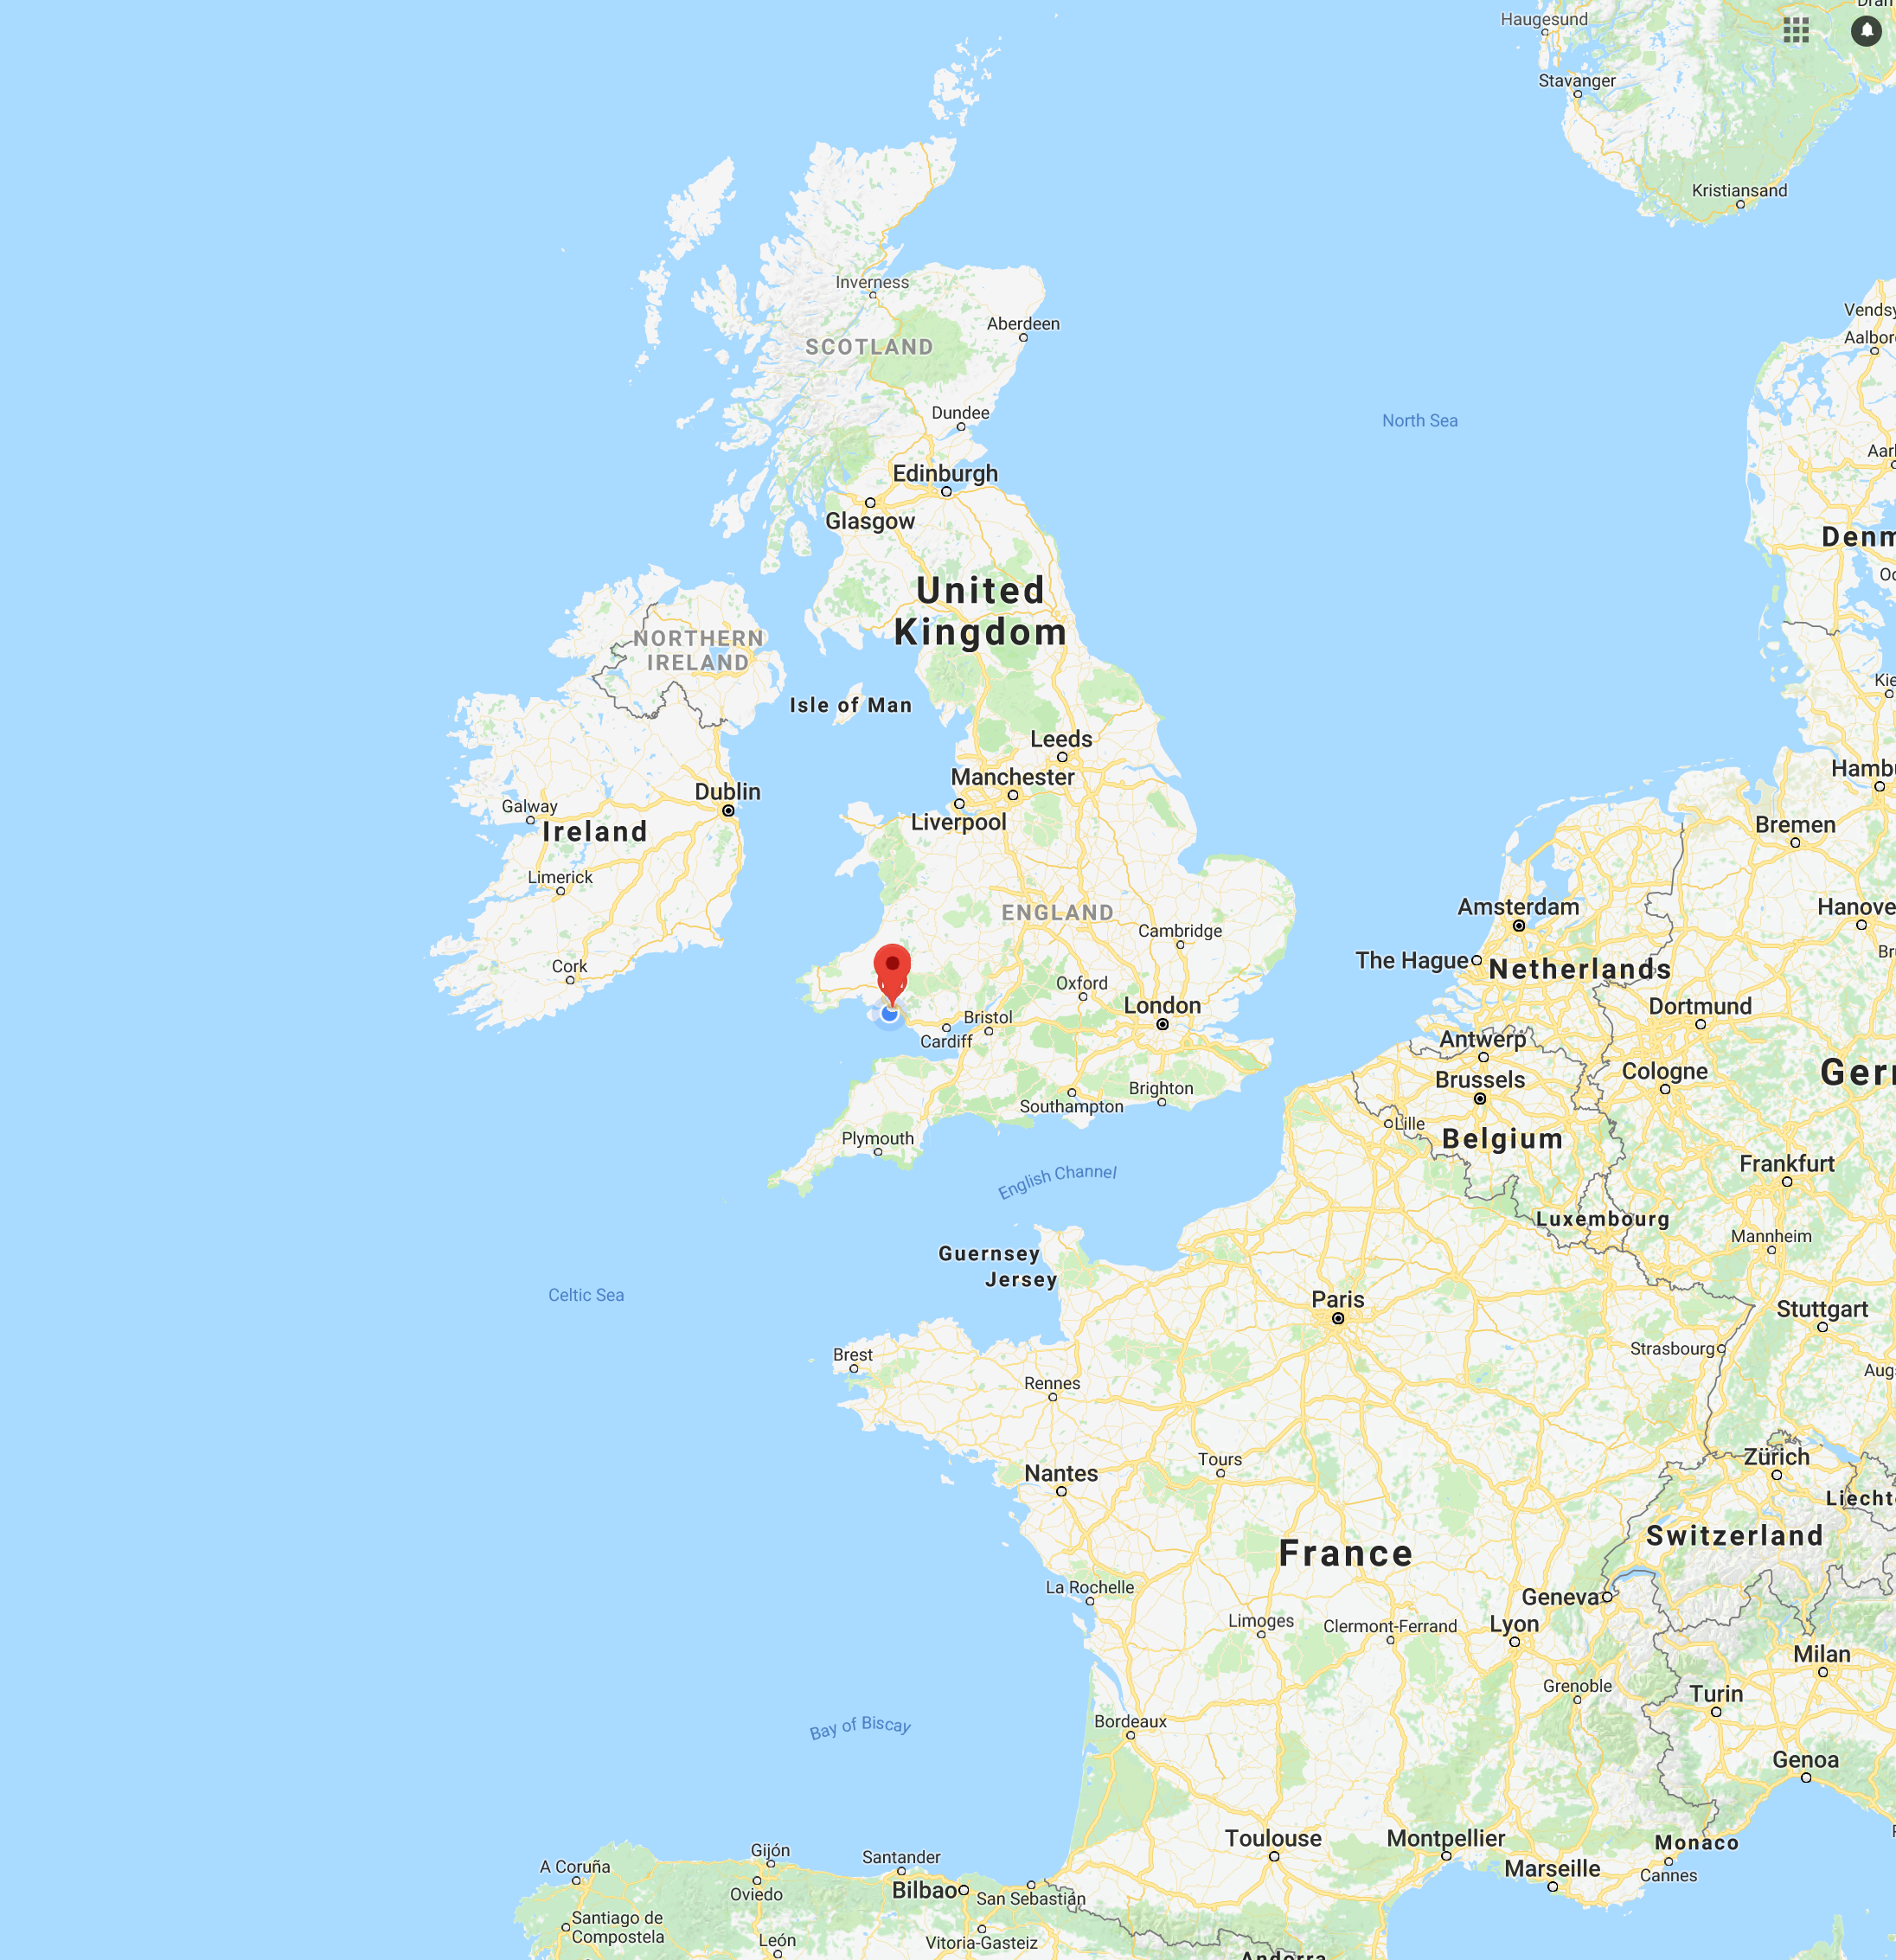 Haugesund
Dran
Stavanger
Kristiansand
Inverness
Aberdeen
SCOTLAND
Vendsy
Aalbor
Dundee
North Sea
Aarl
Edinburgh
Glasgow
Denm
Od
United
Kingdom
NORTHERN
IRELAND
Isle of Man
Kie
Leeds
Manchester
Liverpool
Hambu
Dublin
Galway
Ireland
Bremen
Limerick
Amsterdam
Hanove
ENGLAND
Cambridge
The Hague
Netherlands
Br
Cork
Oxford
London
Dortmund
Bristol
Cardiff
Antwerp
Brussels
Cologne
Gern
Brighton
Southampton
Lille
Belgium
Plymouth
English Channel
Frankfurt
Luxembourg
Mannheim
Guernsey
Jersey
Celtic Sea
Paris
Stuttgart
Strasbourg
Brest
Rennes
Augs
Nantes
Tours
Zürich
Liechte
Switzerland
France
La Rochelle
Geneva
Limoges
Clermont-Ferrand
Lyon
Milan
Grenoble
Turin
Bay of Biscay
Bordeaux
Genoa
Toulouse
Montpellier
Monaco
Marseille
Cannes
A Coruña
Gijón
Oviedo
Santander
Bilbao
San Sebastián
Santiago de
Compostela
León
Vitoria-Gasteiz
Andorra